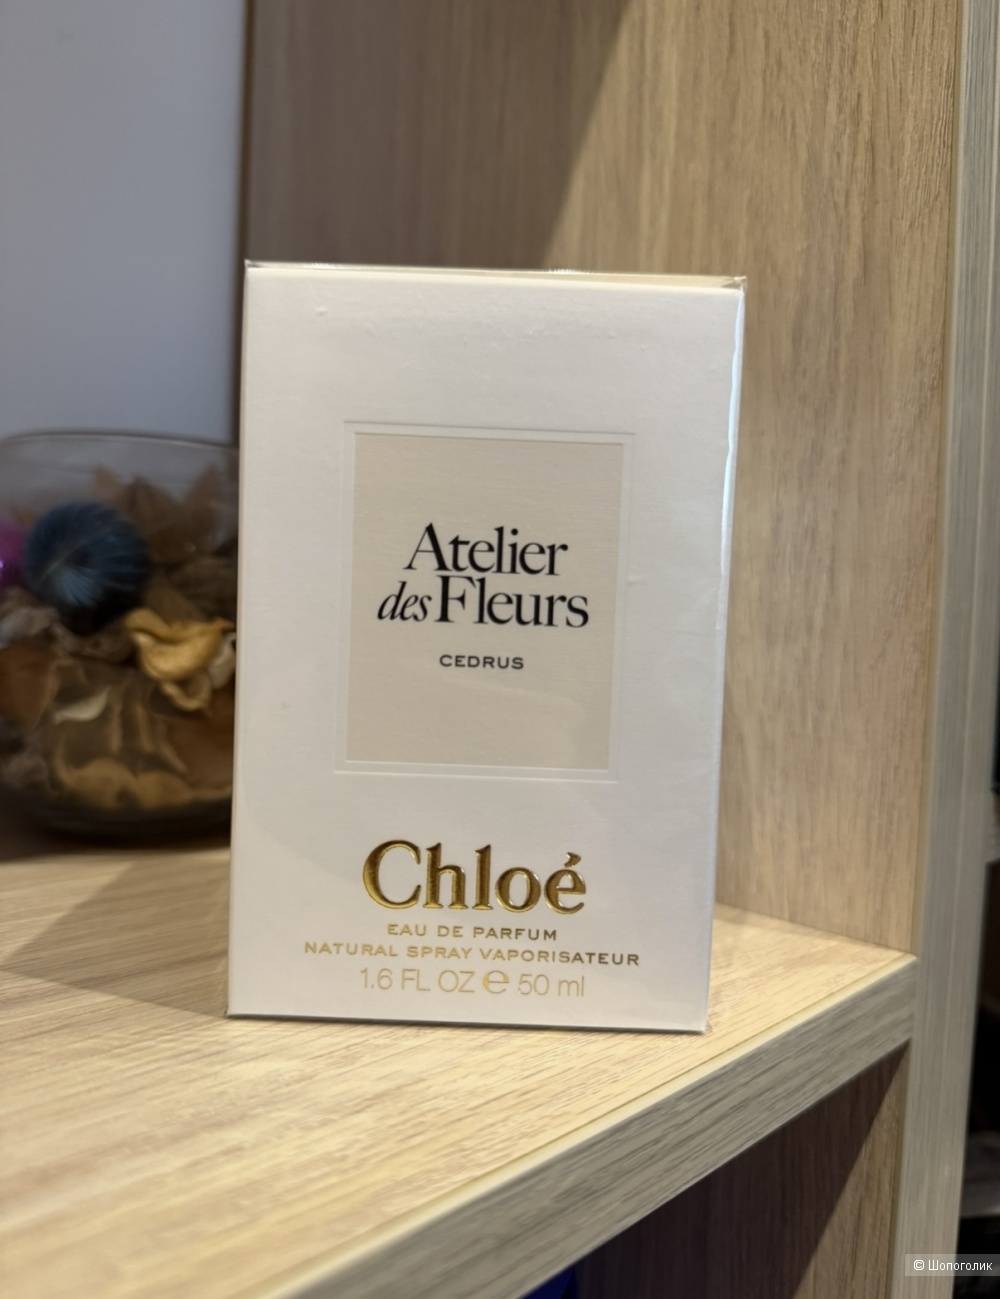 Atelier
des Fleurs
CEDRUS
Chloé
EAU DE PARFUM
NATURAL SPRAY VAPORISATEUR
1.6 FL OZ ℮ 50 ml
© Шопоголик